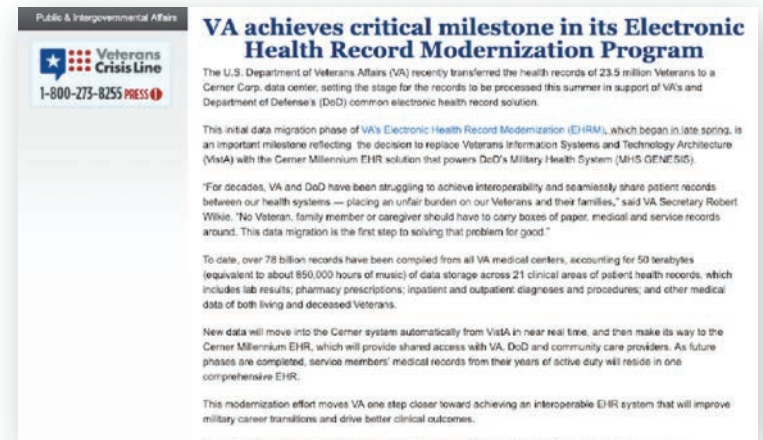 Public & Intergovernmental Affairs
Veterans
Crisis Line
1-800-273-8255 PRESS 1
VA achieves critical milestone in its Electronic
Health Record Modernization Program
The U.S. Department of Veterans Affairs (VA) recently transferred the health records of 23.5 million Veterans to a
Cerner Corp. data center, setting the stage for the records to be processed this summer in support of VA's and
Department of Defense's (DoD) common electronic health record solution.
This initial data migration phase of VA's Electronic Health Record Modernization (EHRM), which began in late spring, is
an important milestone reflecting the decision to replace Veterans Information Systems and Technology Architecture
(VistA) with the Cerner Millennium EHR solution that powers DoD's Military Health System (MHS GENESIS).
"For decades, VA and DoD have been struggling to achieve interoperability and seamlessly share patient records
between our health systems — placing an unfair burden on our Veterans and their families," said VA Secretary Robert
Wilkie. "No Veteran, family member or caregiver should have to carry boxes of paper, medical and service records
around. This data migration is the first step to solving that problem for good."
To date, over 78 billion records have been compiled from all VA medical centers, accounting for 50 terabytes
(equivalent to about 850,000 hours of music) of data storage across 21 clinical areas of patient health records, which
includes lab results; pharmacy prescriptions; inpatient and outpatient diagnoses and procedures; and other medical
data of both living and deceased Veterans.
New data will move into the Cerner system automatically from VistA in near real time, and then make its way to the
Cerner Millennium EHR, which will provide shared access with VA, DoD and community care providers. As future
phases are completed, service members' medical records from their years of active duty will reside in one
comprehensive EHR.
This modernization effort moves VA one step closer toward achieving an interoperable EHR system that will improve
military career transitions and drive better clinical outcomes.